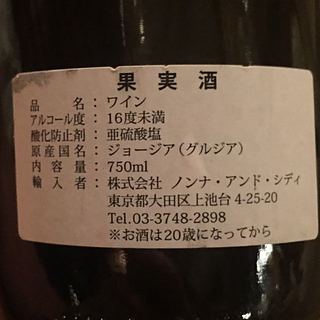 果実酒
品名：ワイン
アルコール度：16度未満
酸化防止剤：亜硫酸塩
原産国名：ジョージア（グルジア）
内容量：750ml
輸入者：株式会社 ノンナ・アンド・シディ
東京都大田区上池台4-25-20
Tel.03-3748-2898
※お酒は20歳になってから